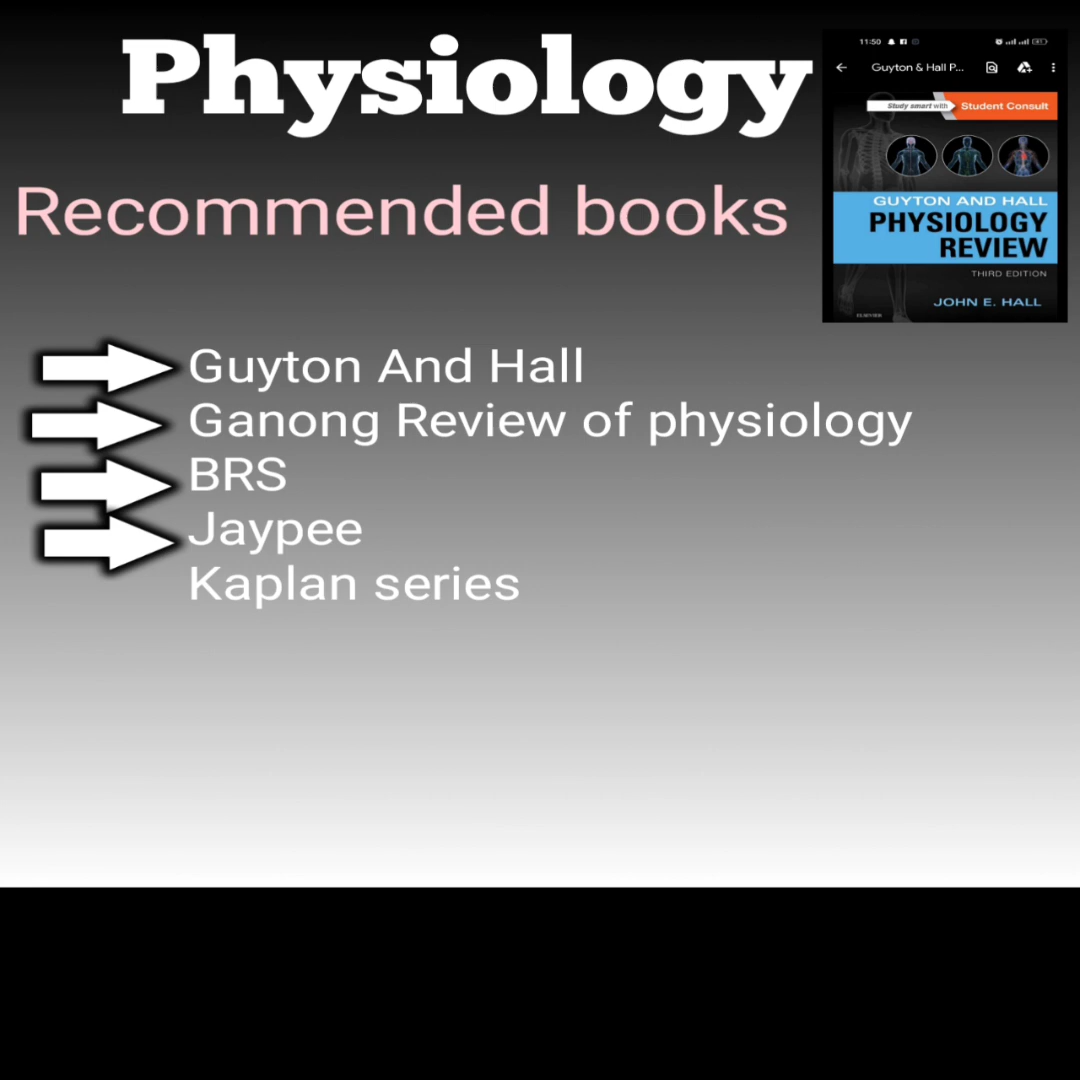 Physiology
Recommended books
11:50
Guyton & Hall P...
Study smart with Student Consult
GUYTON AND HALL
PHYSIOLOGY
REVIEW
THIRD EDITION
JOHN E. HALL
ELSEVIER
Guyton And Hall
Ganong Review of physiology
BRS
Jaypee
Kaplan series